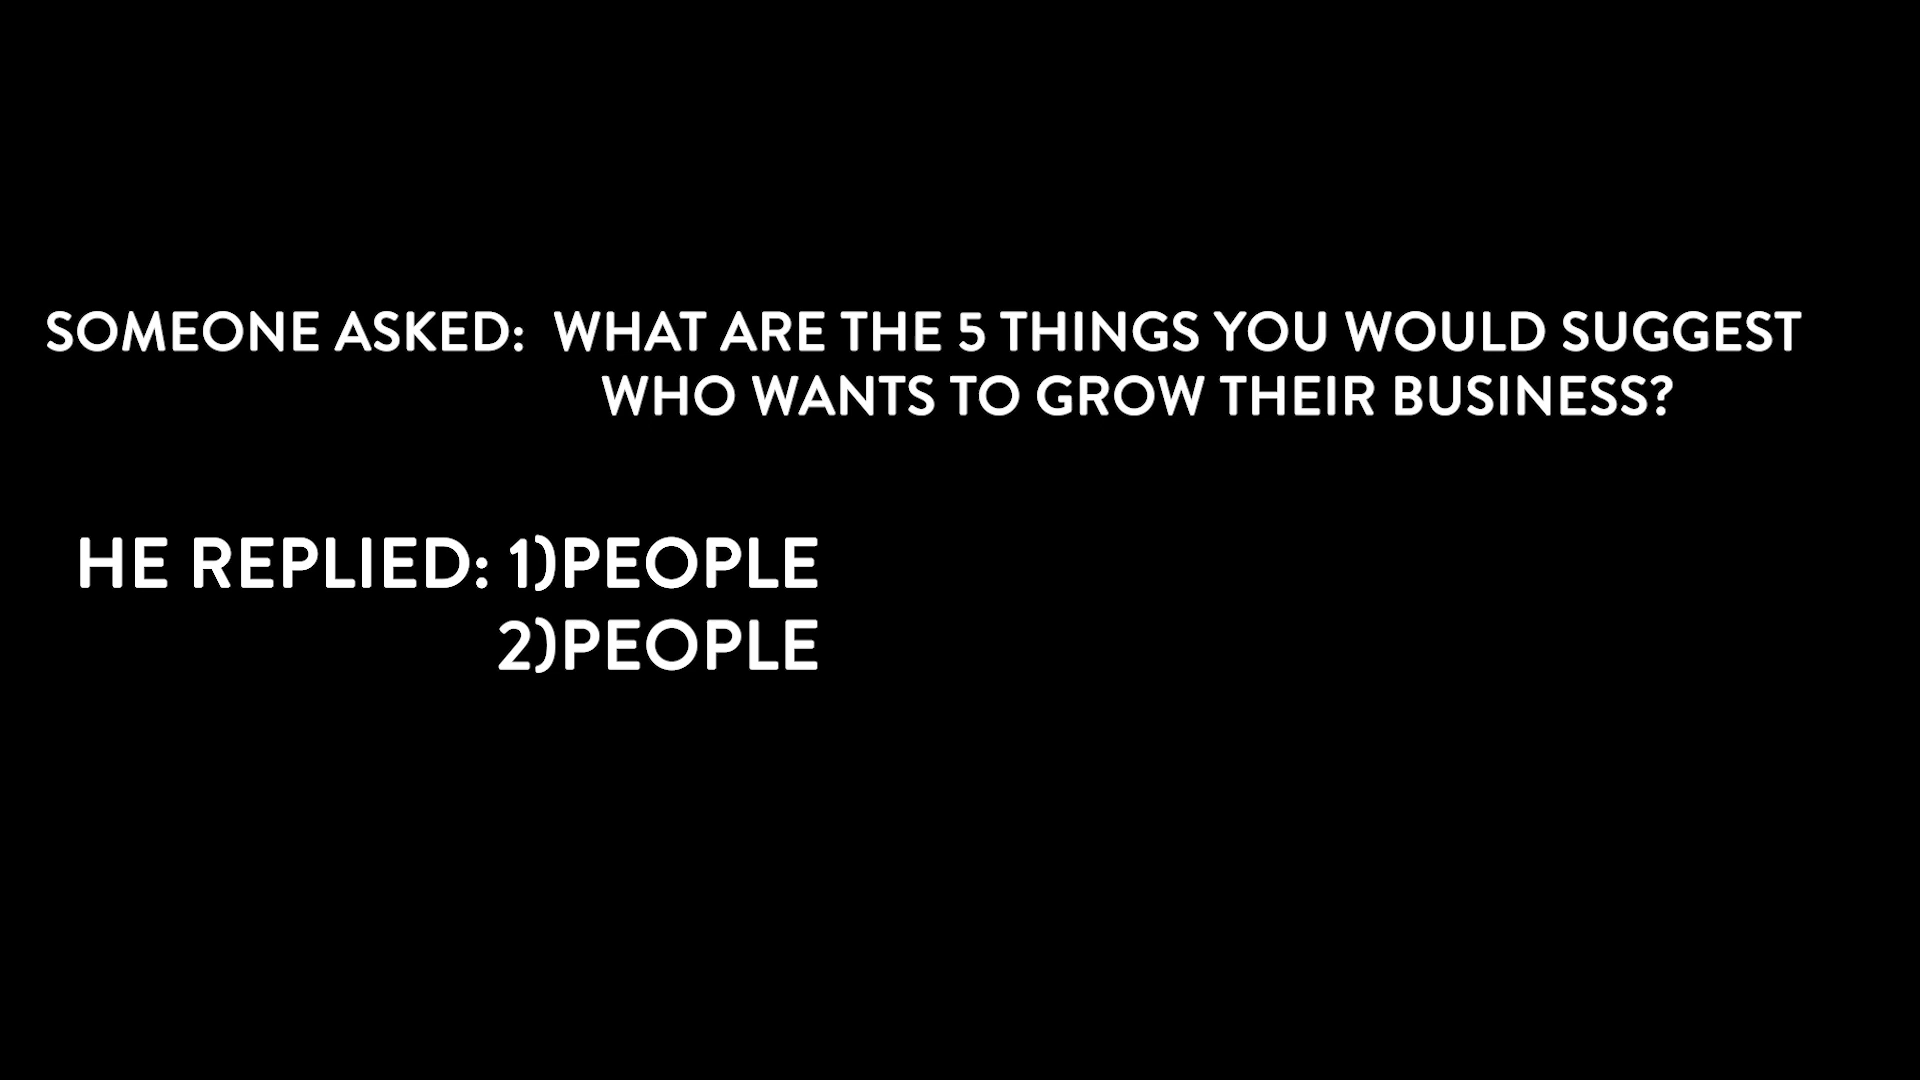 SOMEONE ASKED: WHAT ARE THE 5 THINGS YOU WOULD SUGGEST
WHO WANTS TO GROW THEIR BUSINESS?
HE REPLIED: 1)PEOPLE
2)PEOPLE